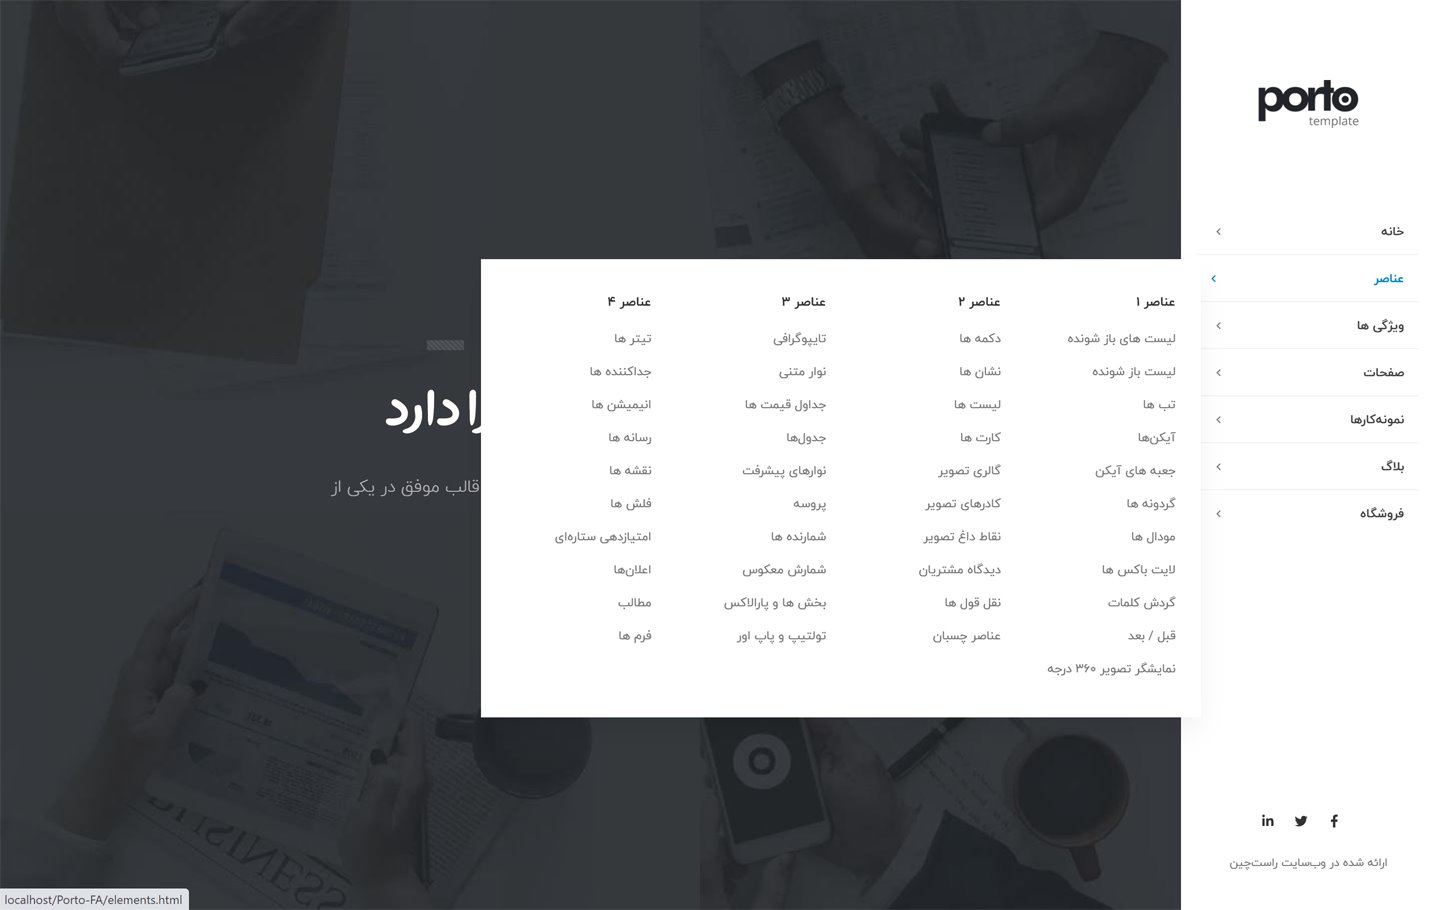 porto
template
خانه
عناصر
ویژگی ها
صفحات
نمونه‌کارها
بلاگ
فروشگاه
عناصر ۱
لیست های باز شونده
لیست باز شونده
تب ها
آیکن‌ها
جعبه های آیکن
گردونه ها
مودال ها
لایت باکس ها
گردش کلمات
قبل / بعد
نمایشگر تصویر ۳۶۰ درجه
عناصر ۲
دکمه ها
نشان ها
لیست ها
کارت ها
گالری تصویر
کادرهای تصویر
نقاط داغ تصویر
دیدگاه مشتریان
نقل قول ها
عناصر چسبان
عناصر ۳
تایپوگرافی
نوار متنی
جداول قیمت ها
جدول‌ها
نوارهای پیشرفت
پروسه
شمارنده ها
شمارش معکوس
بخش ها و پارالاکس
تولتیپ و پاپ اور
عناصر ۴
تیتر ها
جداکننده ها
انیمیشن ها
رسانه ها
نقشه ها
فلش ها
امتیازدهی ستاره‌ای
اعلان‌ها
مطالب
فرم ها
را دارد
قالب موفق در یکی از
ارائه شده در وب‌سایت راست‌چین
localhost/Porto-FA/elements.html